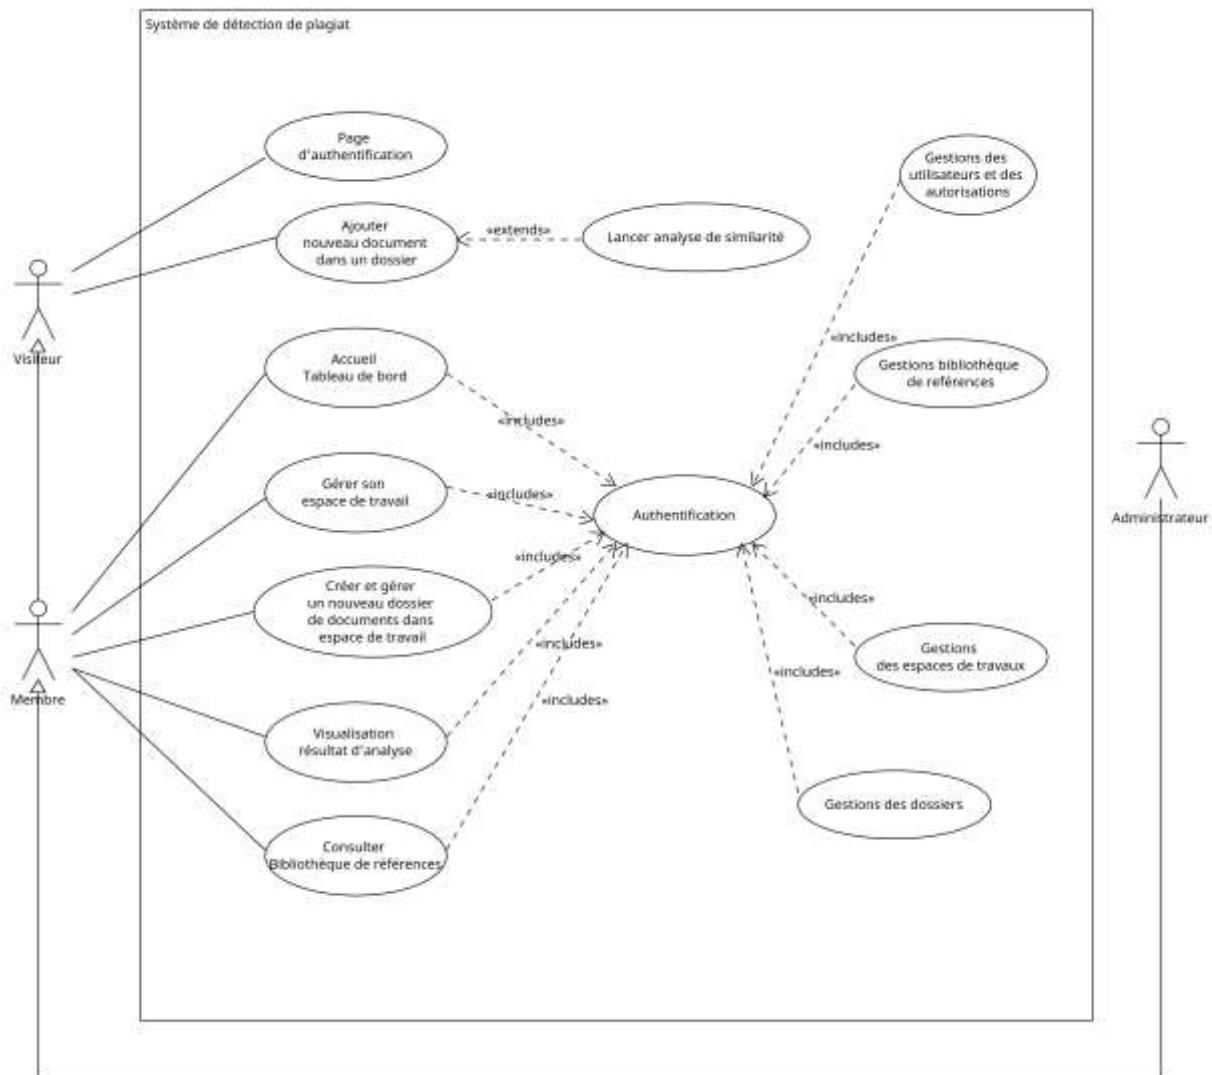 Système de détection de plagiat
Page
d'authentification
Ajouter
nouveau document
dans un dossier
«extends»
Lancer analyse de similarité
Gestions des
utilisateurs et des
autorisations
Visiteur
Accueil
Tableau de bord
«includes»
«includes»
Gestions bibliothèque
de références
«includes»
Gérer son
espace de travail
«includes»
Authentification
Administrateur
Créer et gérer
un nouveau dossier
de documents dans
espace de travail
«includes»
«includes»
«includes»
Gestions
des espaces de travaux
«includes»
«includes»
Membre
Visualisation
résultat d'analyse
Gestions des dossiers
Consulter
Bibliothèque de références